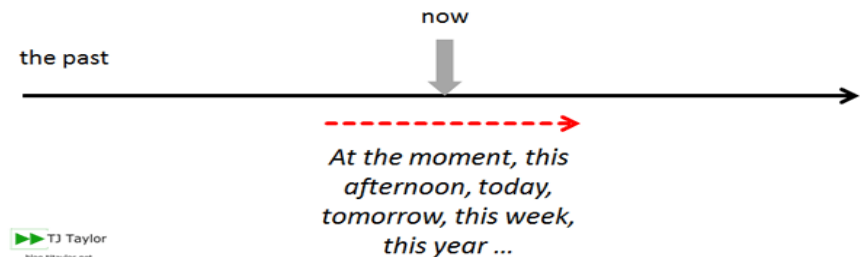 now
the past
At the moment, this
afternoon, today,
tomorrow, this week,
this year ...
TJ Taylor